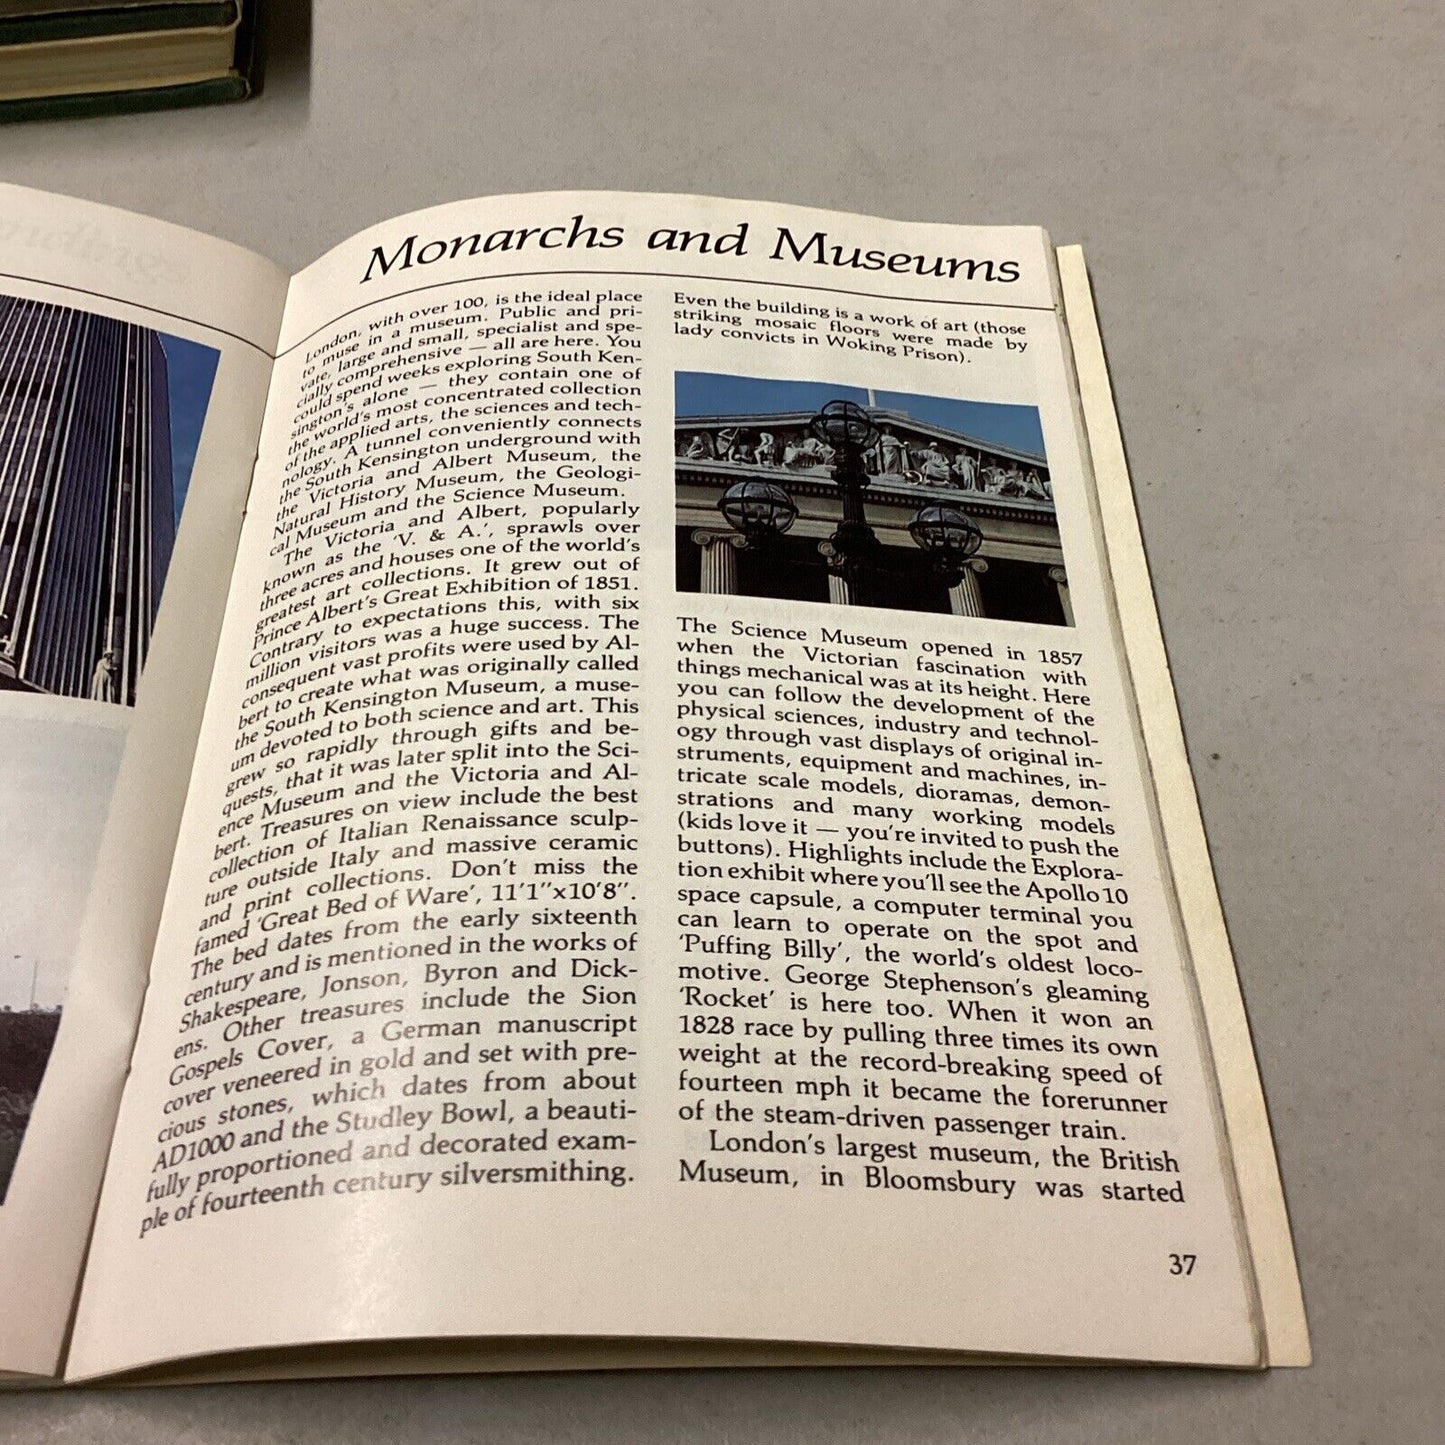 Monarchs and Museums
London, with over 100, is the ideal place
to muse in a museum. Public and pri-
vate, large and small, specialist and spe-
cially comprehensive — all are here. You
could spend weeks exploring South Ken-
sington's alone — they contain one of
the world's most concentrated collection
of the applied arts, the sciences and tech-
nology. A tunnel conveniently connects
the South Kensington underground with
the Victoria and Albert Museum, the
Natural History Museum, the Geologi-
cal Museum and the Science Museum.
The Victoria and Albert, popularly
known as the 'V. & A.', sprawls over
three acres and houses one of the world's
greatest art collections. It grew out of
Prince Albert's Great Exhibition of 1851.
Contrary to expectations this, with six
million visitors was a huge success. The
consequent vast profits were used by Al-
bert to create what was originally called
the South Kensington Museum, a muse-
um devoted to both science and art. This
grew so rapidly through gifts and be-
quests, that it was later split into the Sci-
ence Museum and the Victoria and Al-
bert. Treasures on view include the best
collection of Italian Renaissance sculp-
ture outside Italy and massive ceramic
and print collections. Don't miss the
famed 'Great Bed of Ware', 11'1"x10'8".
The bed dates from the early sixteenth
century and is mentioned in the works of
Shakespeare, Jonson, Byron and Dick-
ens. Other treasures include the Sion
Gospels Cover, a German manuscript
cover veneered in gold and set with pre-
cious stones, which dates from about
AD1000 and the Studley Bowl, a beauti-
fully proportioned and decorated exam-
ple of fourteenth century silversmithing.
Even the building is a work of art (those
striking mosaic floors were made by
lady convicts in Woking Prison).
The Science Museum opened in 1857
when the Victorian fascination with
things mechanical was at its height. Here
you can follow the development of the
physical sciences, industry and technol-
ogy through vast displays of original in-
struments, equipment and machines, in-
tricate scale models, dioramas, demon-
strations and many working models
(kids love it — you're invited to push the
buttons). Highlights include the Explora-
tion exhibit where you'll see the Apollo 10
space capsule, a computer terminal you
can learn to operate on the spot and
'Puffing Billy', the world's oldest loco-
motive. George Stephenson's gleaming
'Rocket' is here too. When it won an
1828 race by pulling three times its own
weight at the record-breaking speed of
fourteen mph it became the forerunner
of the steam-driven passenger train.
London's largest museum, the British
Museum, in Bloomsbury was started
37